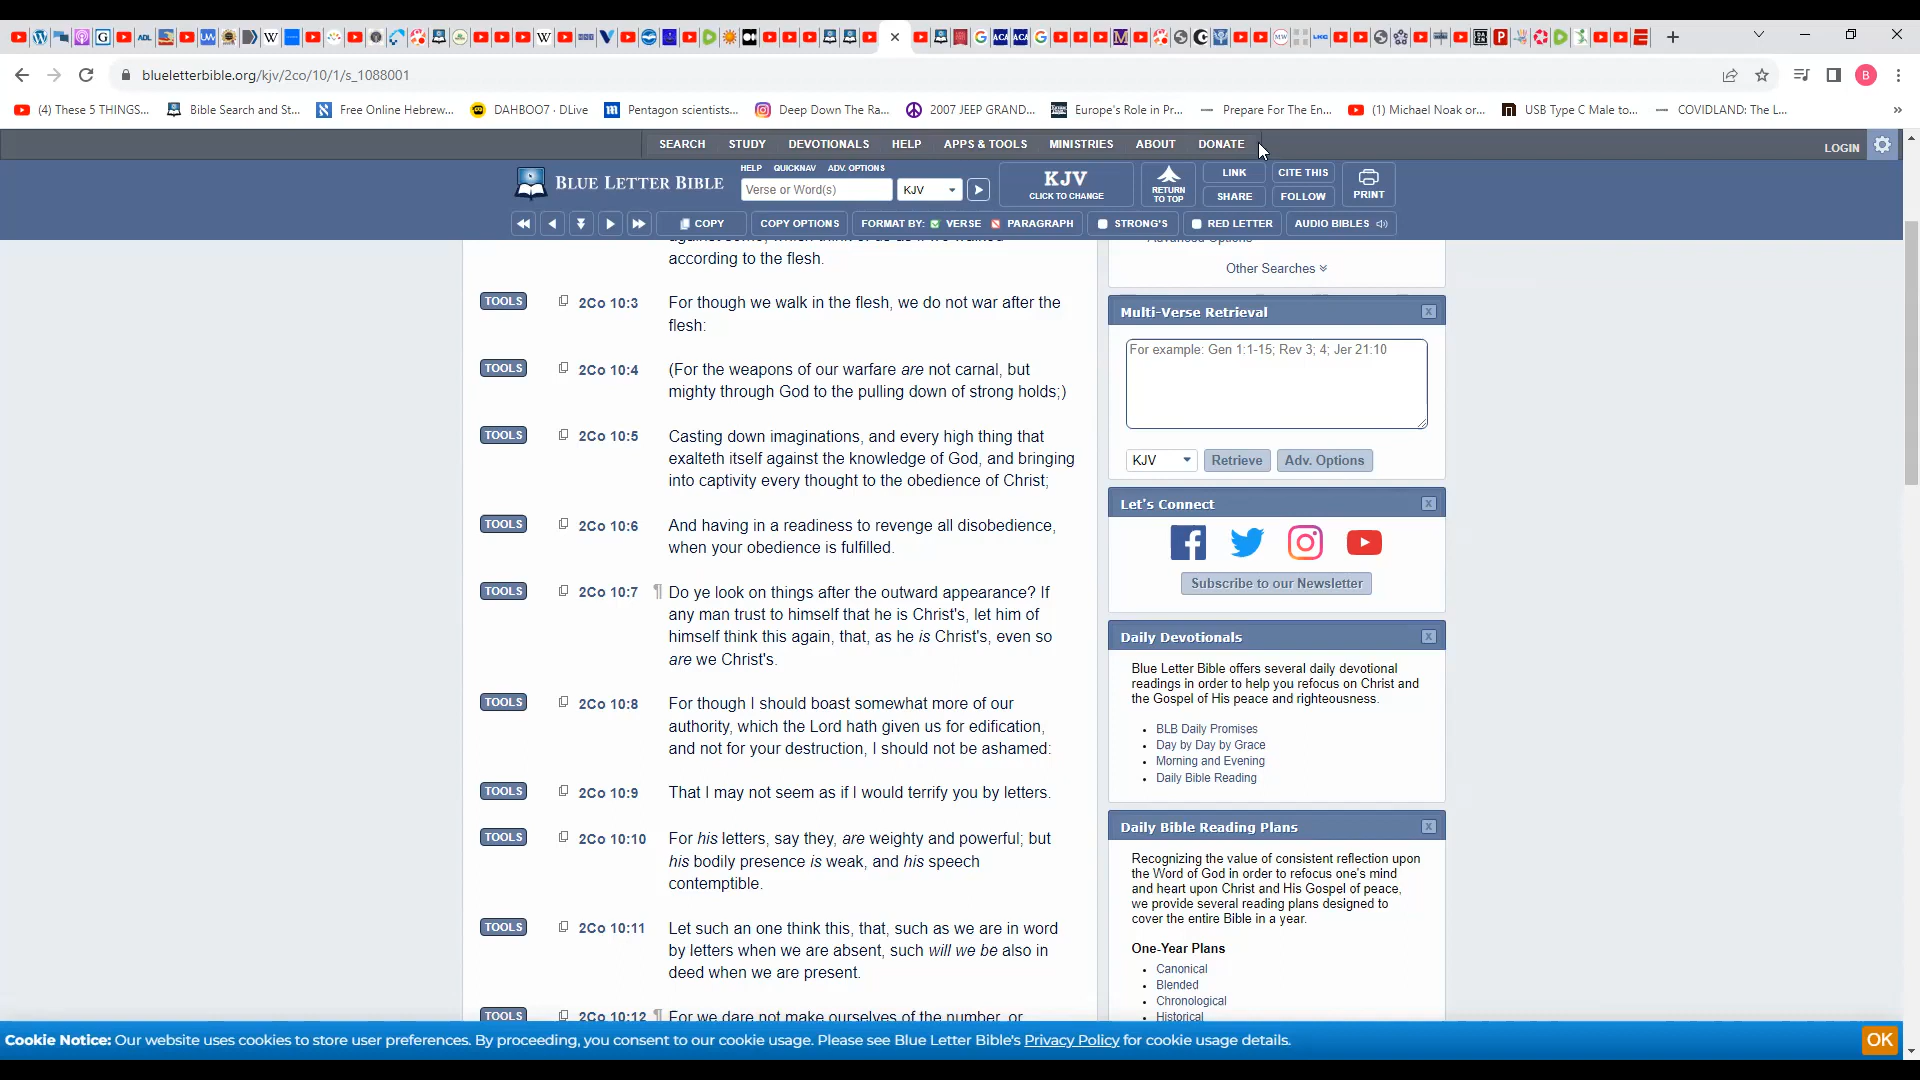 blueletterbible.org/kjv/2co/10/1/s_1088001
(4) These 5 THINGS...
Bible Search and St...
Free Online Hebrew...
DAHBOO7 - DLive
Pentagon scientists...
Deep Down The Ra...
2007 JEEP GRAND...
Europe's Role in Pr...
Prepare For The En...
(1) Michael Noak or...
USB Type C Male to...
COVIDLAND: The L...
SEARCH STUDY DEVOTIONALS HELP APPS & TOOLS MINISTRIES ABOUT DONATE
LOGIN
BLUE LETTER BIBLE
HELP QUICKNAV ADV. OPTIONS
Verse or Word(s)
KJV
KJV
CLICK TO CHANGE
RETURN
TO TOP
LINK
CITE THIS
SHARE
FOLLOW
PRINT
COPY
COPY OPTIONS
FORMAT BY: VERSE PARAGRAPH
STRONG'S
RED LETTER
AUDIO BIBLES
according to the flesh.
TOOLS 2Co 10:3 For though we walk in the flesh, we do not war after the
flesh:
TOOLS 2Co 10:4 (For the weapons of our warfare are not carnal, but
mighty through God to the pulling down of strong holds;)
TOOLS 2Co 10:5 Casting down imaginations, and every high thing that
exalteth itself against the knowledge of God, and bringing
into captivity every thought to the obedience of Christ;
TOOLS 2Co 10:6 And having in a readiness to revenge all disobedience,
when your obedience is fulfilled.
TOOLS 2Co 10:7 ¶ Do ye look on things after the outward appearance? If
any man trust to himself that he is Christ's, let him of
himself think this again, that, as he is Christ's, even so
are we Christ's.
TOOLS 2Co 10:8 For though I should boast somewhat more of our
authority, which the Lord hath given us for edification,
and not for your destruction, I should not be ashamed:
TOOLS 2Co 10:9 That I may not seem as if I would terrify you by letters.
TOOLS 2Co 10:10 For his letters, say they, are weighty and powerful; but
his bodily presence is weak, and his speech
contemptible.
TOOLS 2Co 10:11 Let such an one think this, that, such as we are in word
by letters when we are absent, such will we be also in
deed when we are present.
TOOLS 2Co 10:12 ¶ For we dare not make ourselves of the number, or
Other Searches
Multi-Verse Retrieval
For example: Gen 1:1-15; Rev 3; 4; Jer 21:10
KJV Retrieve Adv. Options
Let's Connect
Subscribe to our Newsletter
Daily Devotionals
Blue Letter Bible offers several daily devotional
readings in order to help you refocus on Christ and
the Gospel of His peace and righteousness.
BLB Daily Promises
Day by Day by Grace
Morning and Evening
Daily Bible Reading
Daily Bible Reading Plans
Recognizing the value of consistent reflection upon
the Word of God in order to refocus one's mind
and heart upon Christ and His Gospel of peace,
we provide several reading plans designed to
cover the entire Bible in a year.
One-Year Plans
Canonical
Blended
Chronological
Historical
Cookie Notice: Our website uses cookies to store user preferences. By proceeding, you consent to our cookie usage. Please see Blue Letter Bible's Privacy Policy for cookie usage details.
OK